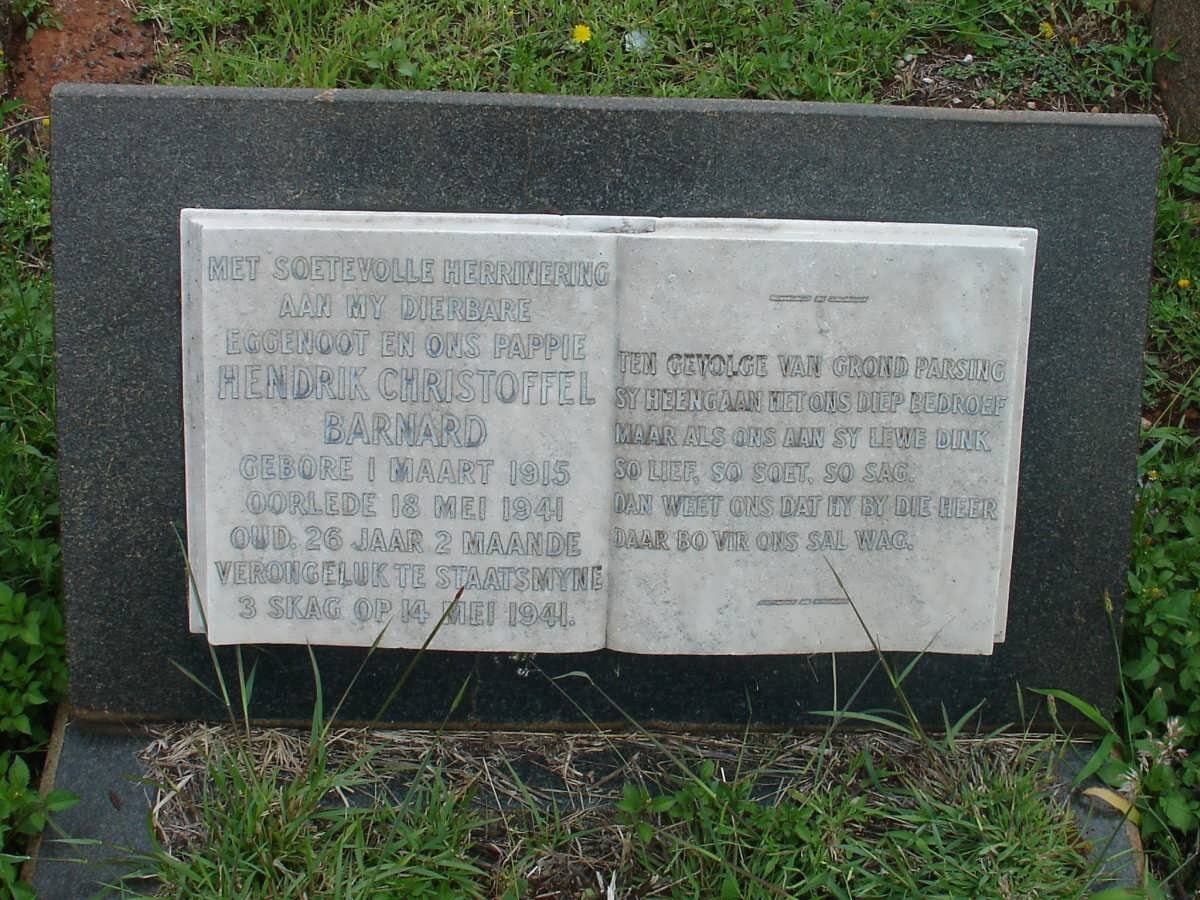 MET SOETEVOLLE HERRINERING
AAN MY DIERBARE
EGGENOOT EN ONS PAPPIE
HENDRIK CHRISTOFFEL
BARNARD
GEBORE 1 MAART 1915
OORLEDE 18 MEI 1941
OUD. 26 JAAR 2 MAANDE
VERONGELUK TE STAATSMYNE
3 SKAG OP 14 MEI 1941.
TEN GEVOLGE VAN GROND PARSING
SY HEENGAAN HET ONS DIEP BEDROEF
MAAR ALS ONS AAN SY LEWE DINK
SO LIEF, SO SOET, SO SAG.
DAN WEET ONS DAT HY BY DIE HEER
DAAR BO VIR ONS SAL WAG.